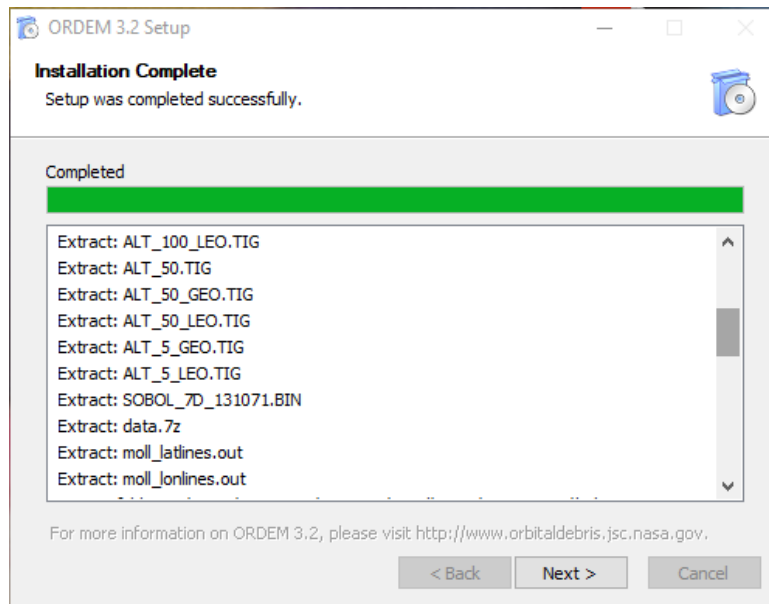 ORDEM 3.2 Setup
Installation Complete
Setup was completed successfully.
Completed
Extract: ALT_100_LEO.TIG
Extract: ALT_50.TIG
Extract: ALT_50_GEO.TIG
Extract: ALT_50_LEO.TIG
Extract: ALT_5_GEO.TIG
Extract: ALT_5_LEO.TIG
Extract: SOBOL_7D_131071.BIN
Extract: data.7z
Extract: moll_latlines.out
Extract: moll_lonlines.out
For more information on ORDEM 3.2, please visit http://www.orbitaldebris.jsc.nasa.gov.
< Back Next > Cancel